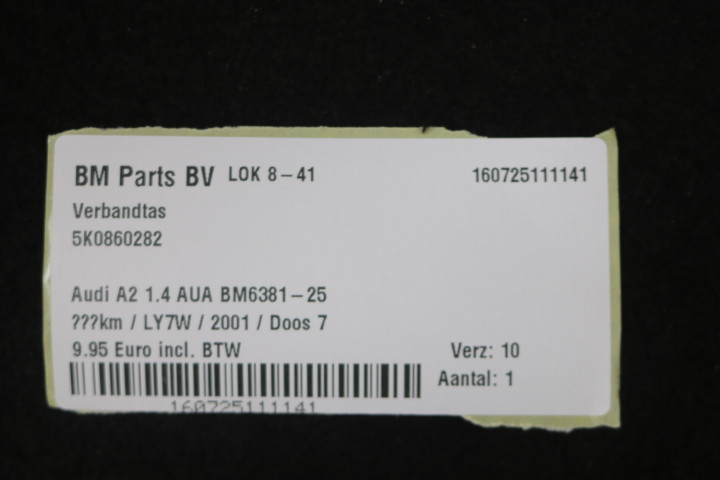 BM Parts BV LOK 8-41 160725111141
Verbandtas
5K0860282
Audi A2 1.4 AUA BM6381-25
???km / LY7W / 2001 / Doos 7
9.95 Euro incl. BTW Verz: 10
Aantal: 1
160725111141